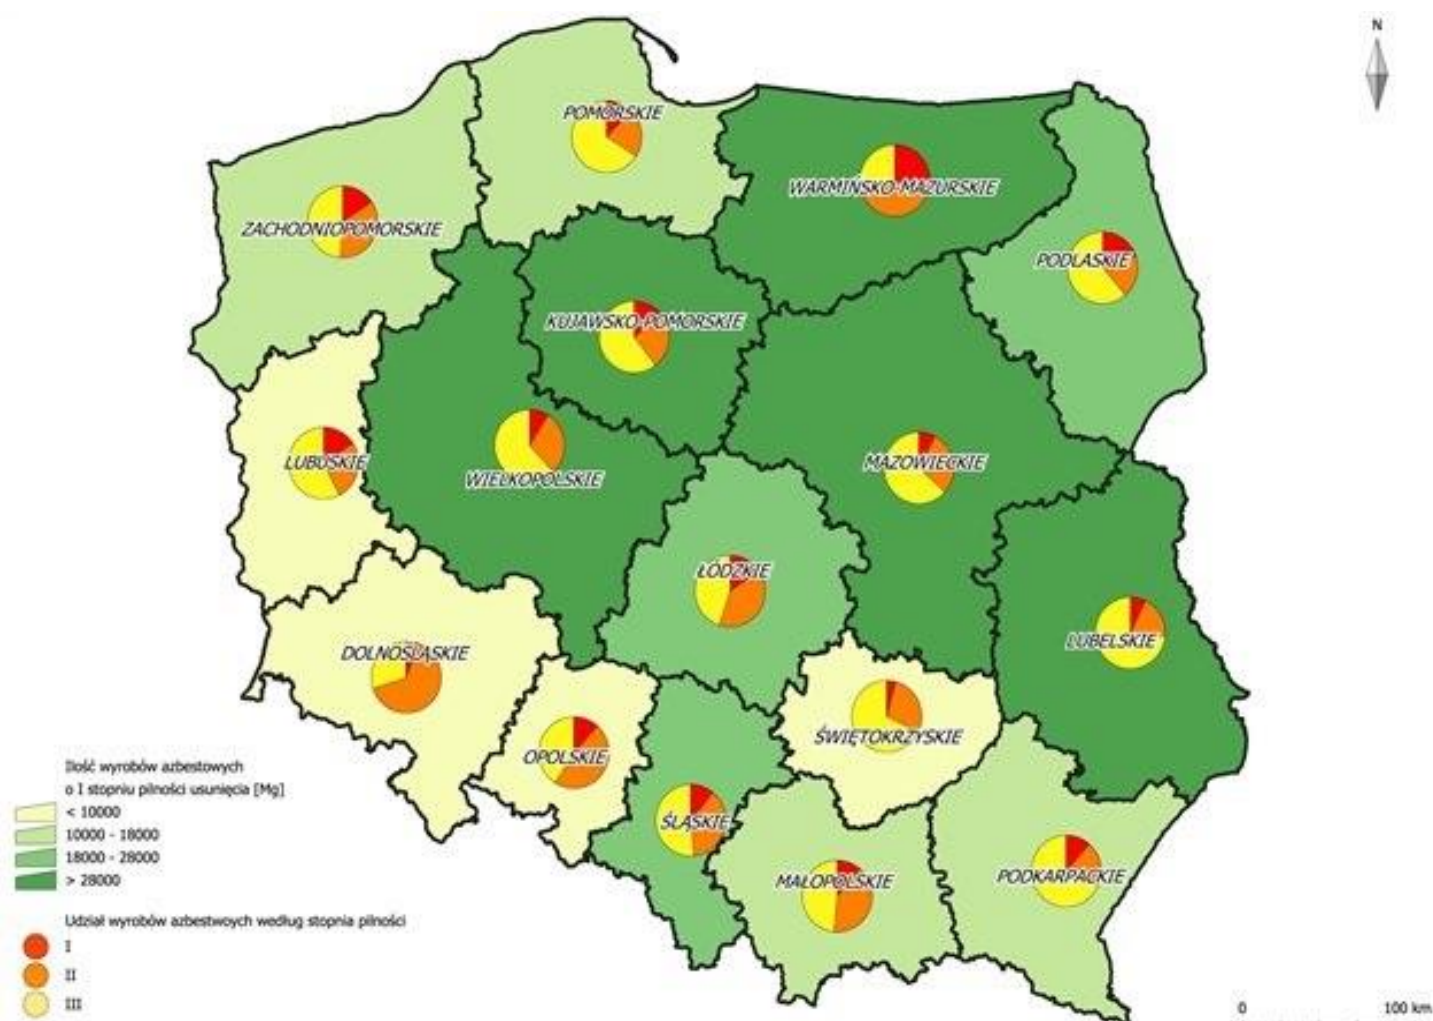 N
POMORSKIE
WARMIŃSKO-MAZURSKIE
ZACHODNIOPOMORSKIE
PODLASKIE
KUJAWSKO-POMORSKIE
LUBUSKIE
WIELKOPOLSKIE
MAZOWIECKIE
ŁÓDZKIE
LUBELSKIE
DOLNOŚLĄSKIE
OPOLSKIE
ŚWIĘTOKRZYSKIE
ŚLĄSKIE
MAŁOPOLSKIE
PODKARPACKIE
Ilość wyrobów azbestowych
o I stopniu pilności usunięcia [Mg]
< 10000
10000 - 18000
18000 - 28000
> 28000
Udział wyrobów azbestwoych według stopnia pilności
I
II
III
0 100 km